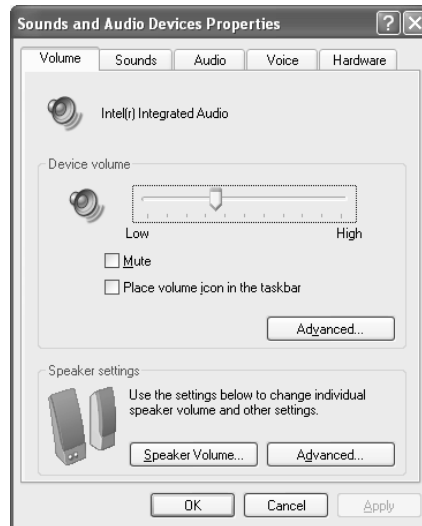 Sounds and Audio Devices Properties
Volume Sounds Audio Voice Hardware
Intel(r) Integrated Audio
Device volume
Low High
Mute
Place volume icon in the taskbar
Advanced...
Speaker settings
Use the settings below to change individual
speaker volume and other settings.
Speaker Volume... Advanced...
OK Cancel Apply